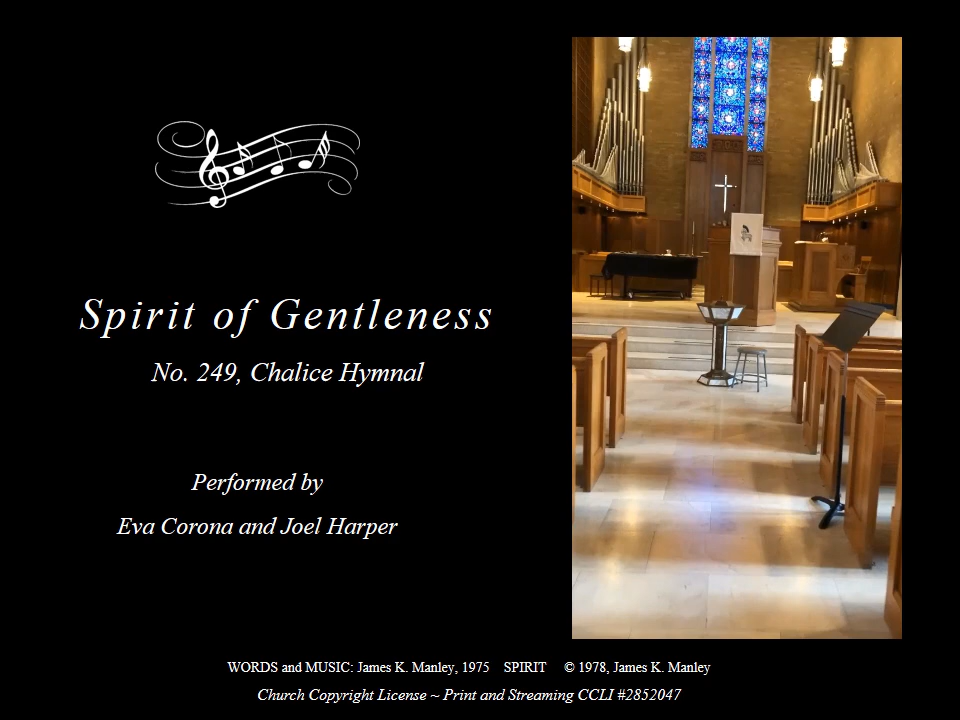 Spirit of Gentleness
No. 249, Chalice Hymnal
Performed by
Eva Corona and Joel Harper
WORDS and MUSIC: James K. Manley, 1975 SPIRIT © 1978, James K. Manley
Church Copyright License ~ Print and Streaming CCLI #2852047